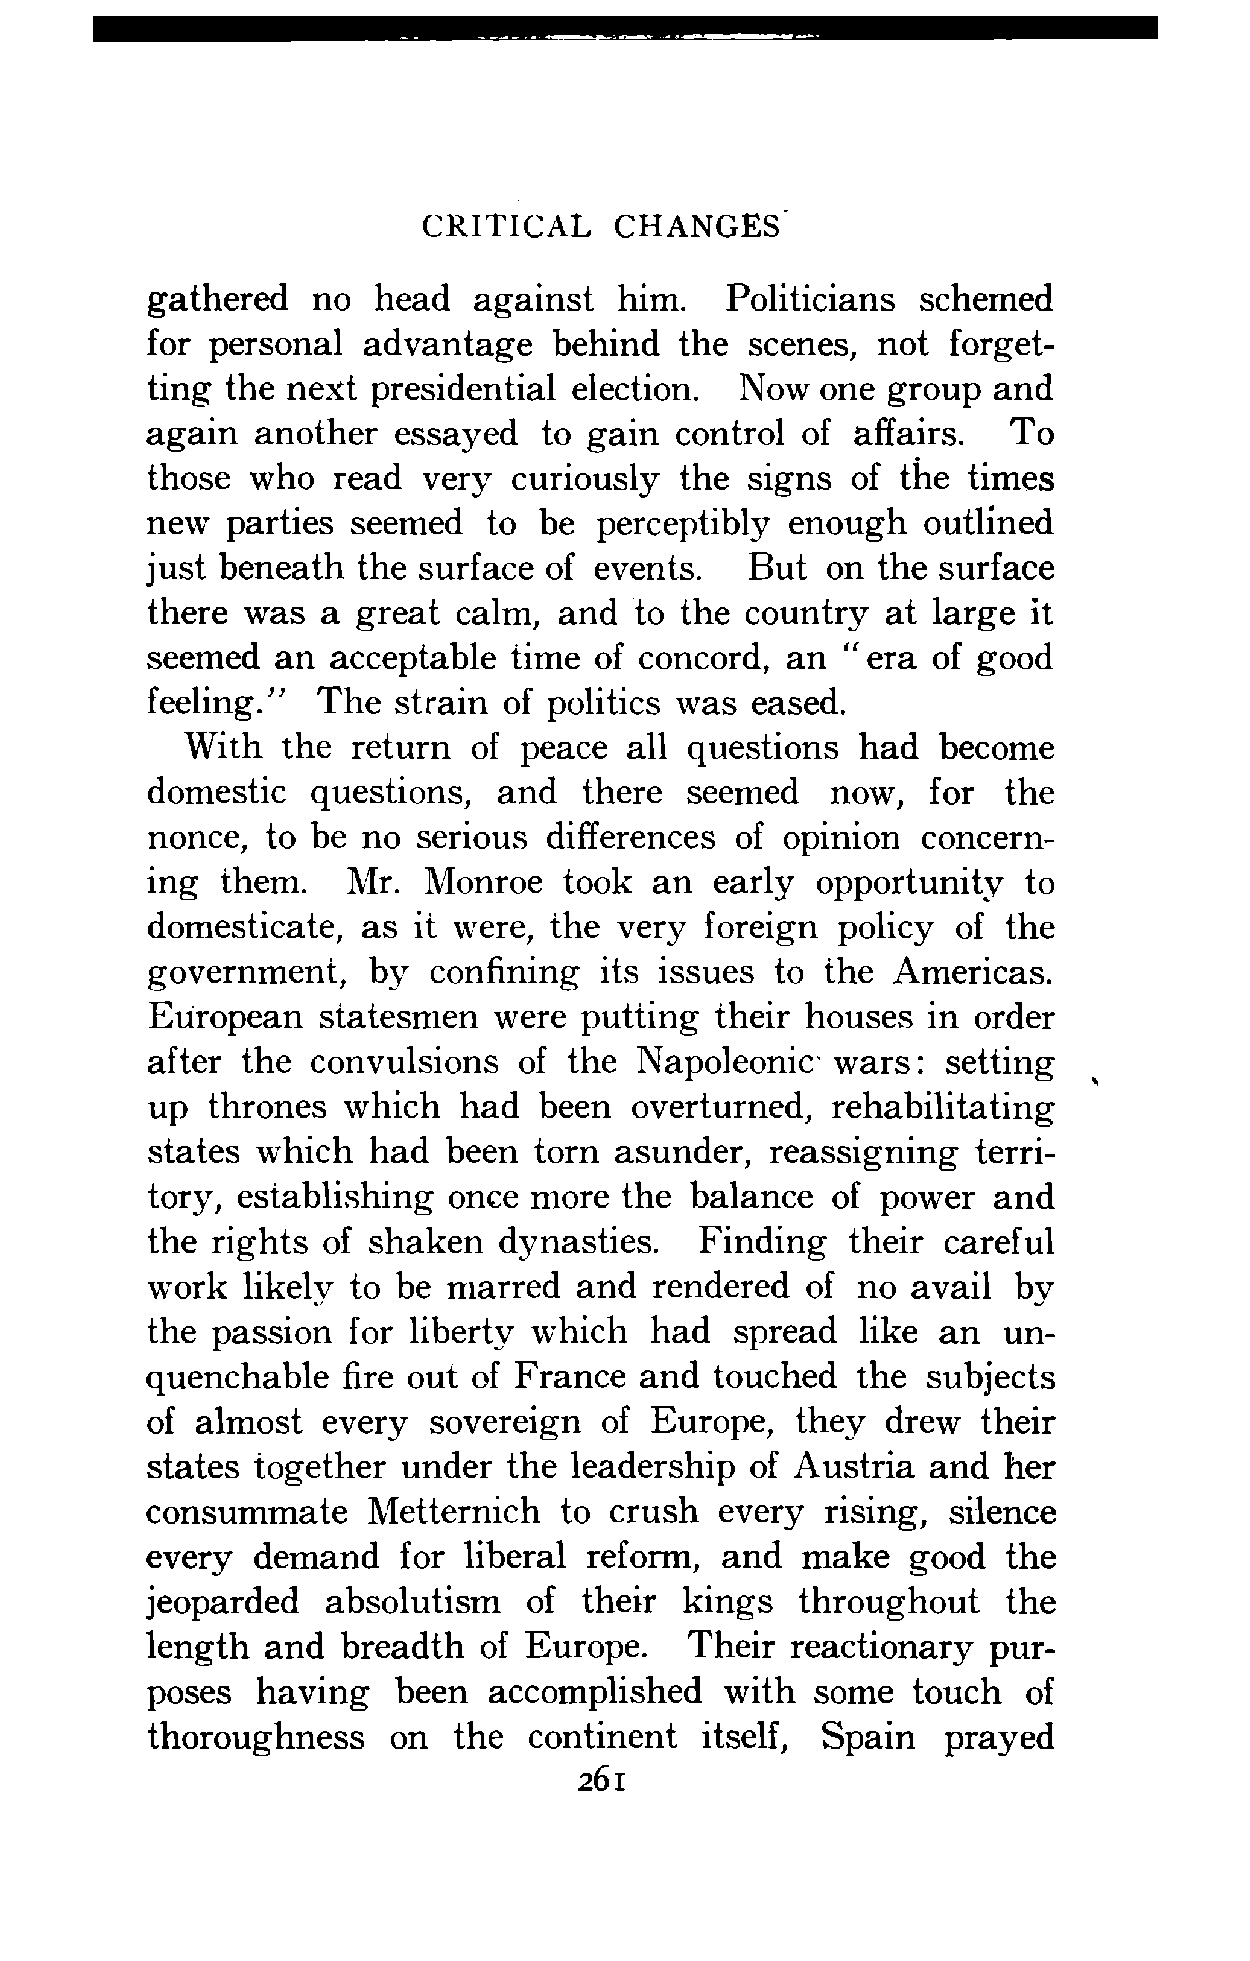 CRITICAL CHANGES
gathered no head against him. Politicians schemed
for personal advantage behind the scenes, not forget-
ting the next presidential election. Now one group and
again another essayed to gain control of affairs. To
those who read very curiously the signs of the times
new parties seemed to be perceptibly enough outlined
just beneath the surface of events. But on the surface
there was a great calm, and to the country at large it
seemed an acceptable time of concord, an "era of good
feeling." The strain of politics was eased.
With the return of peace all questions had become
domestic questions, and there seemed now, for the
nonce, to be no serious differences of opinion concern-
ing them. Mr. Monroe took an early opportunity to
domesticate, as it were, the very foreign policy of the
government, by confining its issues to the Americas.
European statesmen were putting their houses in order
after the convulsions of the Napoleonic wars: setting
up thrones which had been overturned, rehabilitating
states which had been torn asunder, reassigning terri-
tory, establishing once more the balance of power and
the rights of shaken dynasties. Finding their careful
work likely to be marred and rendered of no avail by
the passion for liberty which had spread like an un-
quenchable fire out of France and touched the subjects
of almost every sovereign of Europe, they drew their
states together under the leadership of Austria and her
consummate Metternich to crush every rising, silence
every demand for liberal reform, and make good the
jeoparded absolutism of their kings throughout the
length and breadth of Europe. Their reactionary pur-
poses having been accomplished with some touch of
thoroughness on the continent itself, Spain prayed
261